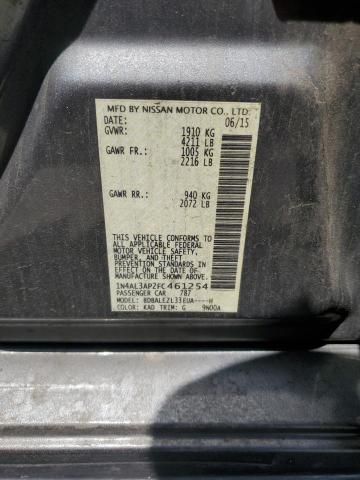 MFD BY NISSAN MOTOR CO., LTD.
DATE: 06/15
GVWR: 1910 KG
4211 LB
GAWR FR.: 1005 KG
2216 LB
GAWR RR.: 940 KG
2072 LB
THIS VEHICLE CONFORMS TO ALL
APPLICABLE FEDERAL MOTOR
VEHICLE SAFETY,
BUMPER, AND THEFT
PREVENTION STANDARDS IN
EFFECT ON THE DATE OF
MANUFACTURE SHOWN ABOVE.
1N4AL3AP2FC461254
PASSENGER CAR 787
MODEL: BDBALEZL33EUA----H
COLOR: KAD TRIM: G 9N00A